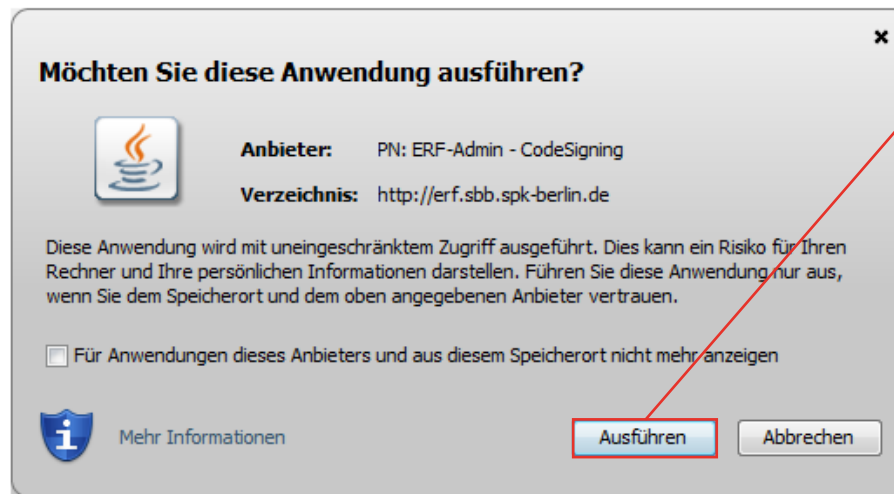 Möchten Sie diese Anwendung ausführen?
Anbieter: PN: ERF-Admin - CodeSigning
Verzeichnis: http://erf.sbb.spk-berlin.de
Diese Anwendung wird mit uneingeschränktem Zugriff ausgeführt. Dies kann ein Risiko für Ihren
Rechner und Ihre persönlichen Informationen darstellen. Führen Sie diese Anwendung nur aus,
wenn Sie dem Speicherort und dem oben angegebenen Anbieter vertrauen.
Für Anwendungen dieses Anbieters und aus diesem Speicherort nicht mehr anzeigen
Mehr Informationen Ausführen Abbrechen